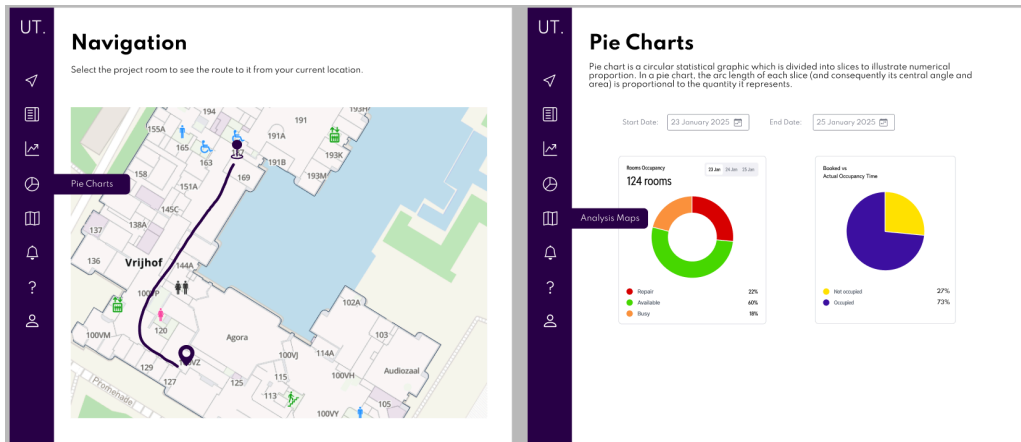 UT.
Navigation
Select the project room to see the route to it from your current location.
Pie Charts
194
191
155A
165
163
191A
191B
193K
193M
158
151A
169
145C
138A
137
136
Vrijhof
144A
102A
103
100VM
120
Agora
100VJ
114A
129
127
125
115
113
100VH
Audiozaal
105
100VY
Promenade
UT.
Pie Charts
Pie chart is a circular statistical graphic which is divided into slices to illustrate numerical
proportion. In a pie chart, the arc length of each slice (and consequently its central angle and
area) is proportional to the quantity it represents.
Start Date: 23 January 2025 End Date: 25 January 2025
Analysis Maps
Rooms Occupancy
23 Jan 24 Jan 25 Jan
124 rooms
Repair 22%
Available 60%
Busy 18%
Booked vs
Actual Occupancy Time
Not occupied 27%
Occupied 73%